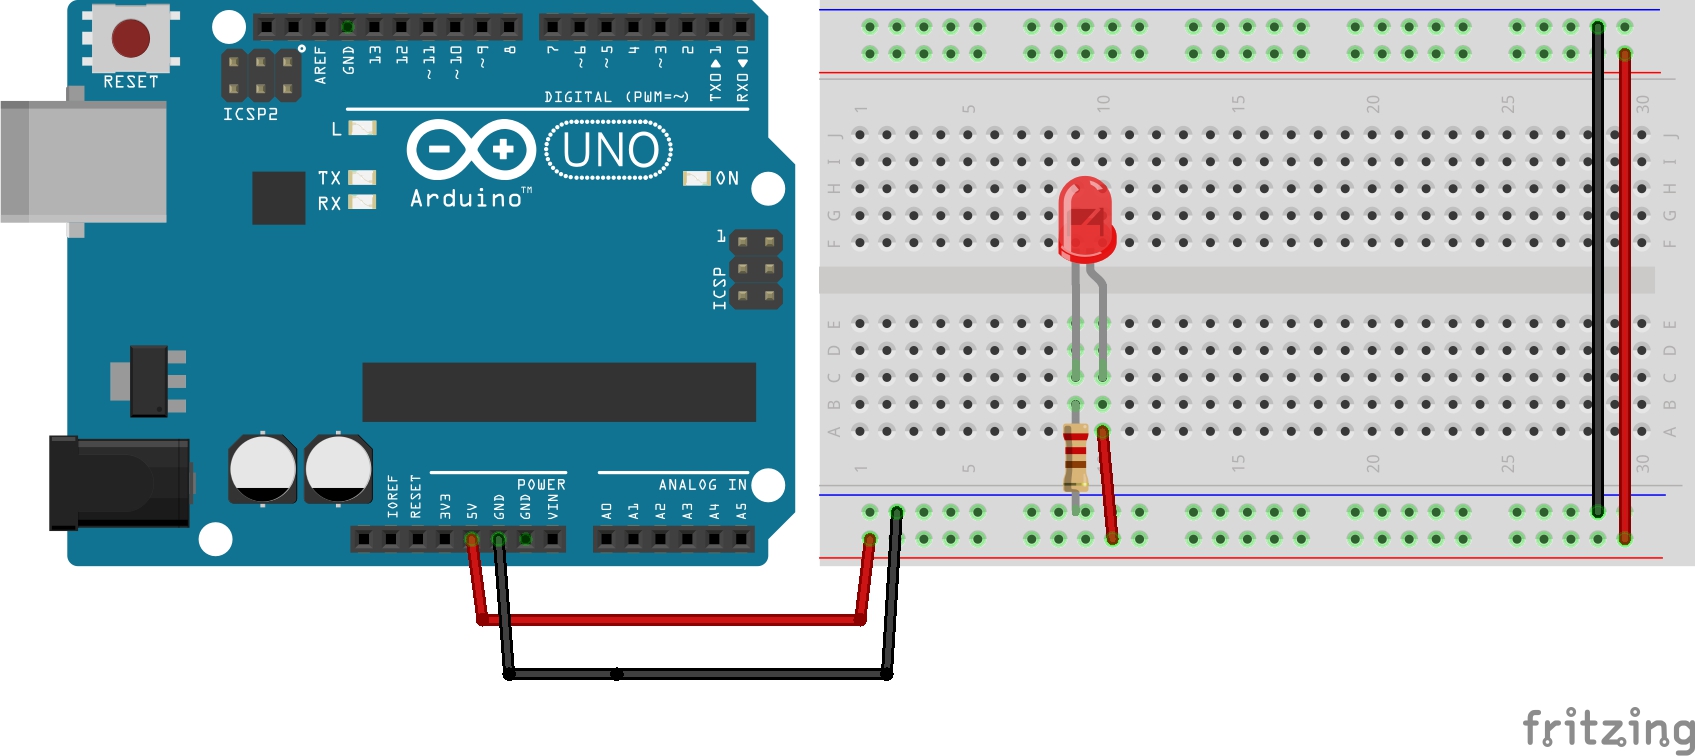 RESET
ICSP2
AREF
GND
13
12
~11
~10
~9
8
7
~6
~5
4
~3
2
TX0▶1
RX0◀0
DIGITAL (PWM=~)
L
TX
RX
UNO
Arduino™
ON
1
ICSP
IOREF
RESET
3V3
5V
GND
GND
VIN
POWER
ANALOG IN
A0
A1
A2
A3
A4
A5
1 5 10 15 20 25 30
J J
I I
H H
G G
F F
E E
D D
C C
B B
A A
1 5 15 20 25 30
fritzing